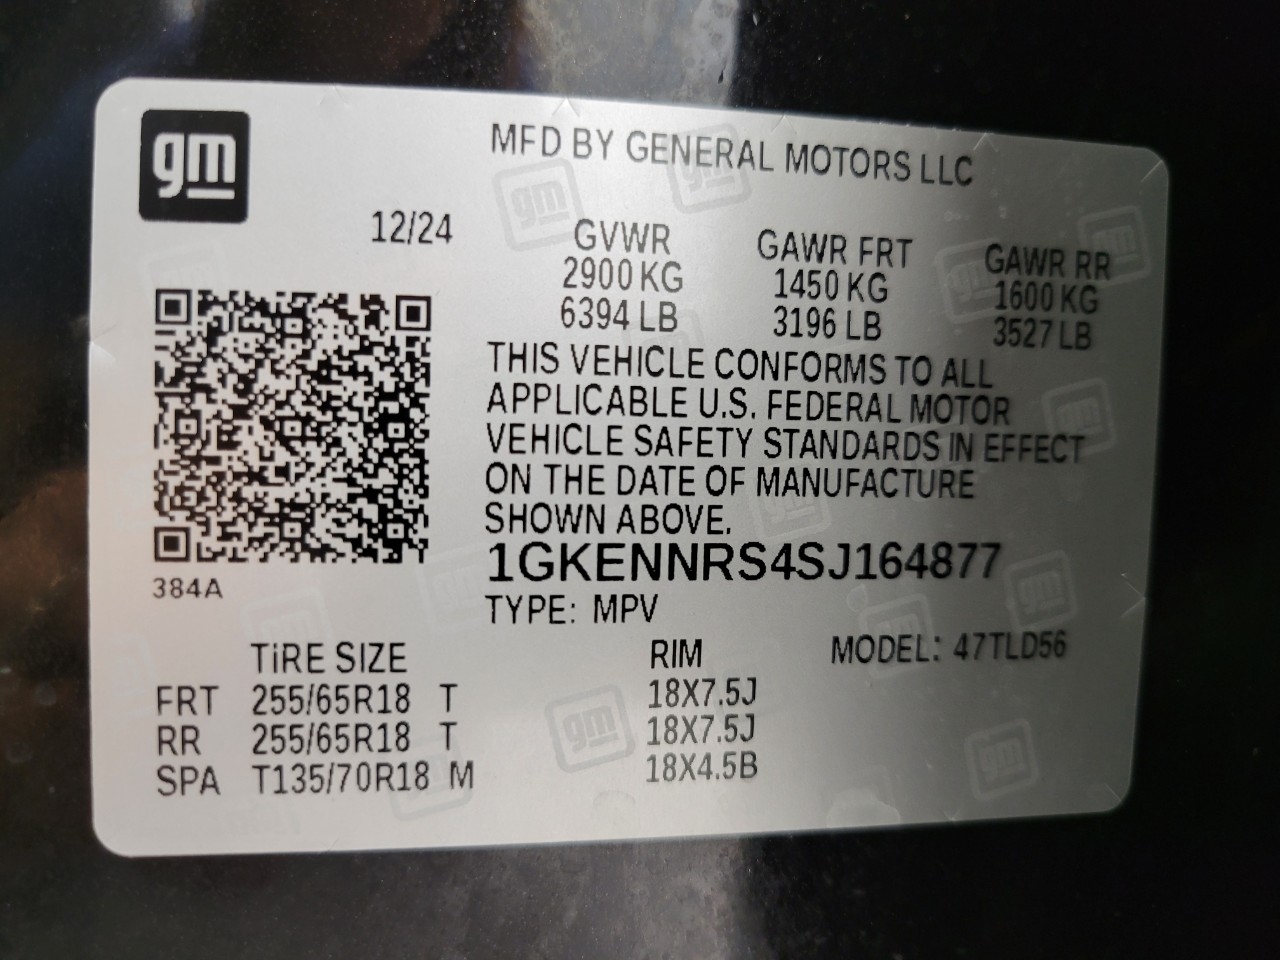 gm
MFD BY GENERAL MOTORS LLC
12/24
GVWR GAWR FRT GAWR RR
2900 KG 1450 KG 1600 KG
6394 LB 3196 LB 3527 LB
THIS VEHICLE CONFORMS TO ALL
APPLICABLE U.S. FEDERAL MOTOR
VEHICLE SAFETY STANDARDS IN EFFECT
ON THE DATE OF MANUFACTURE
SHOWN ABOVE.
1GKENNRS4SJ164877
384A
TYPE: MPV
TiRE SIZE RIM MODEL: 47TLD56
FRT 255/65R18 T 18X7.5J
RR 255/65R18 T 18X7.5J
SPA T135/70R18 M 18X4.5B